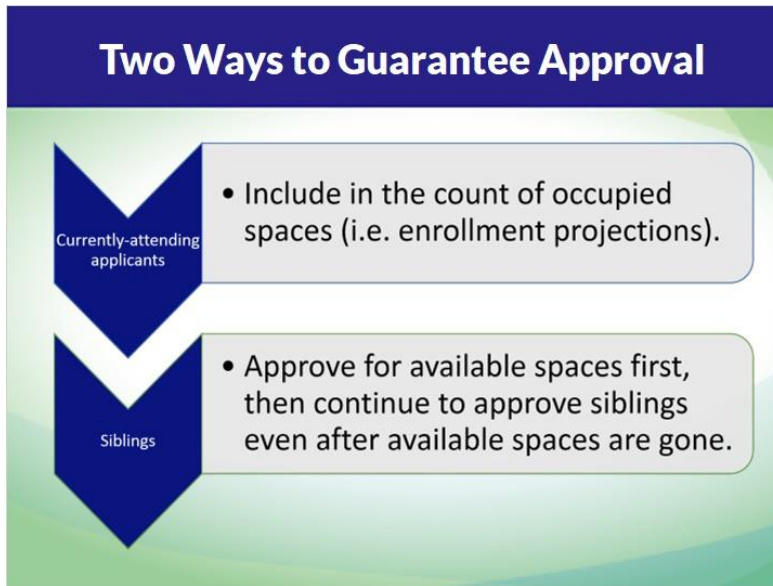 Two Ways to Guarantee Approval
Currently-attending
applicants
• Include in the count of occupied
spaces (i.e. enrollment projections).
Siblings
• Approve for available spaces first,
then continue to approve siblings
even after available spaces are gone.